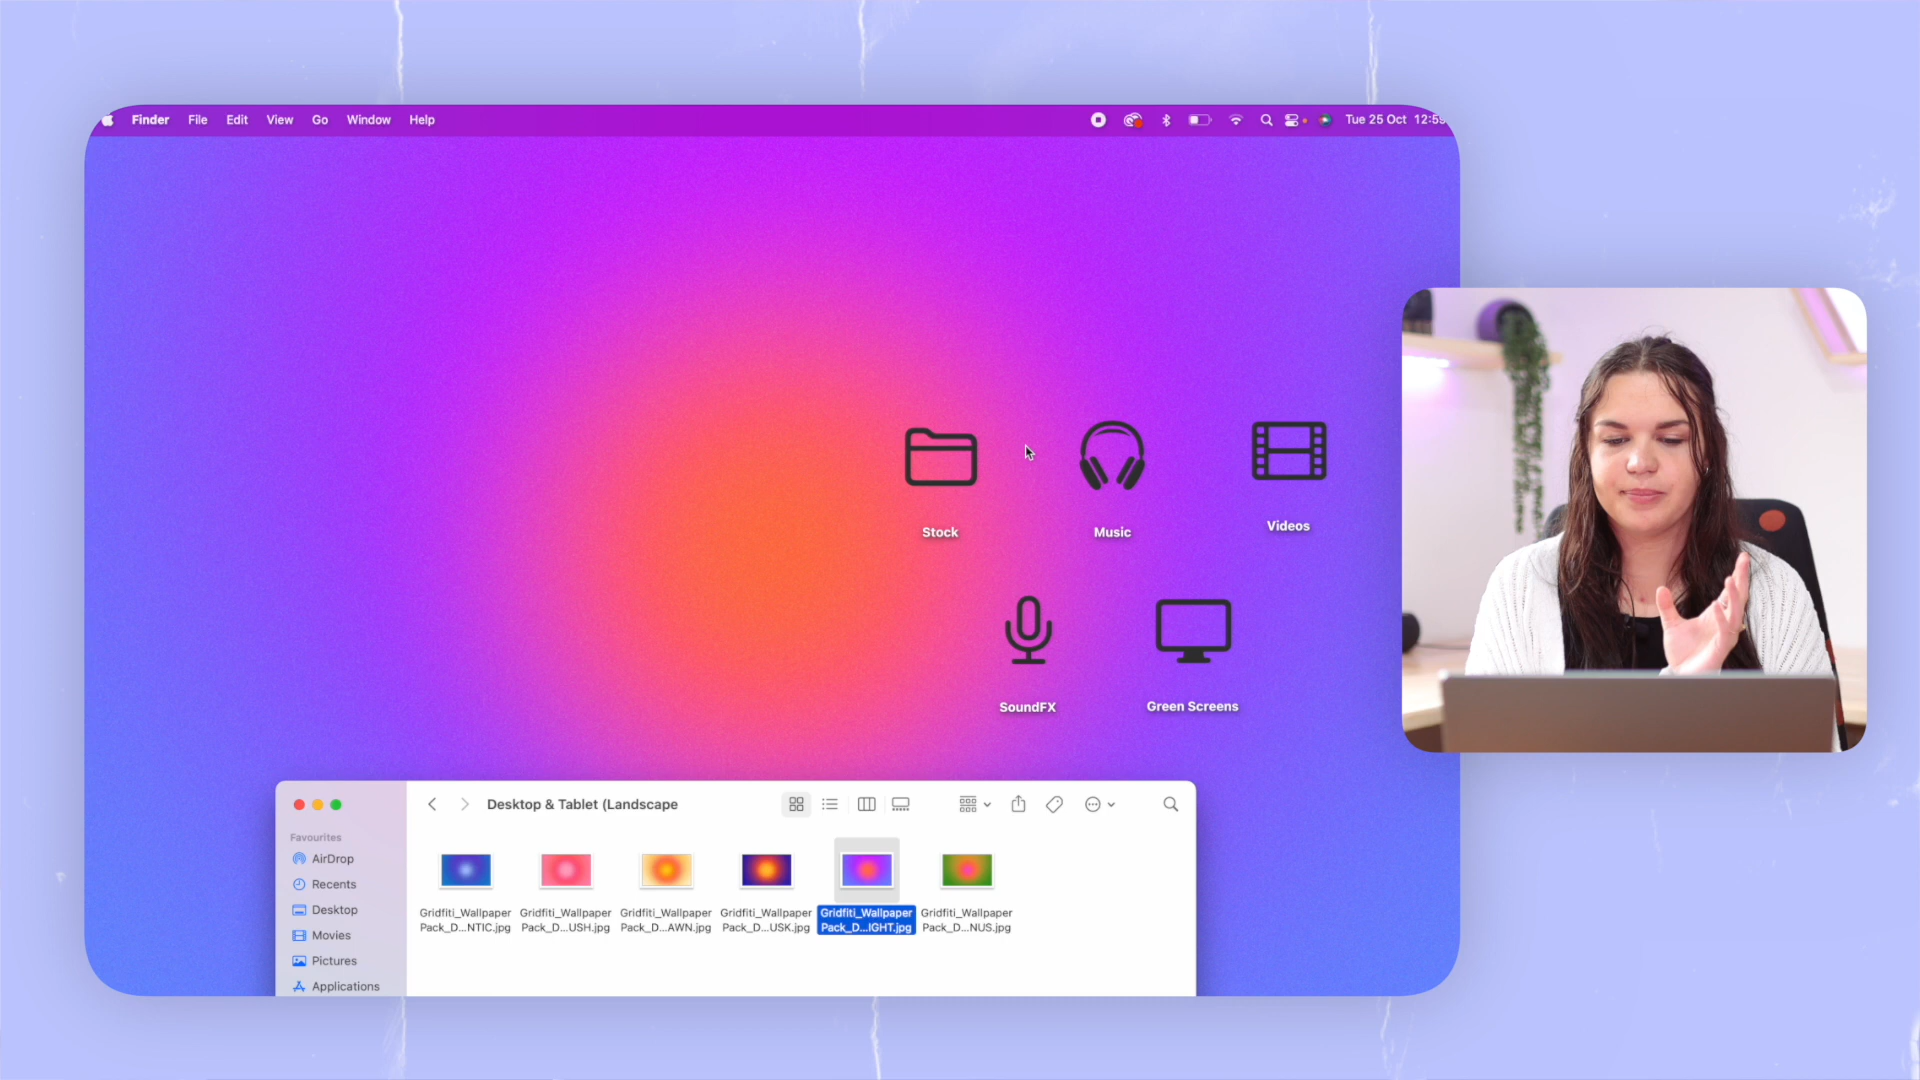 Finder File Edit View Go Window Help
Tue 25 Oct 12:55
Stock
Music
Videos
SoundFX
Green Screens
Desktop & Tablet (Landscape
Favourites
AirDrop
Recents
Desktop
Movies
Pictures
Applications
Gridfiti_Wallpaper
Pack_D...NTIC.jpg
Gridfiti_Wallpaper
Pack_D...USH.jpg
Gridfiti_Wallpaper
Pack_D...AWN.jpg
Gridfiti_Wallpaper
Pack_D...USK.jpg
Gridfiti_Wallpaper
Pack_D...IGHT.jpg
Gridfiti_Wallpaper
Pack_D...NUS.jpg